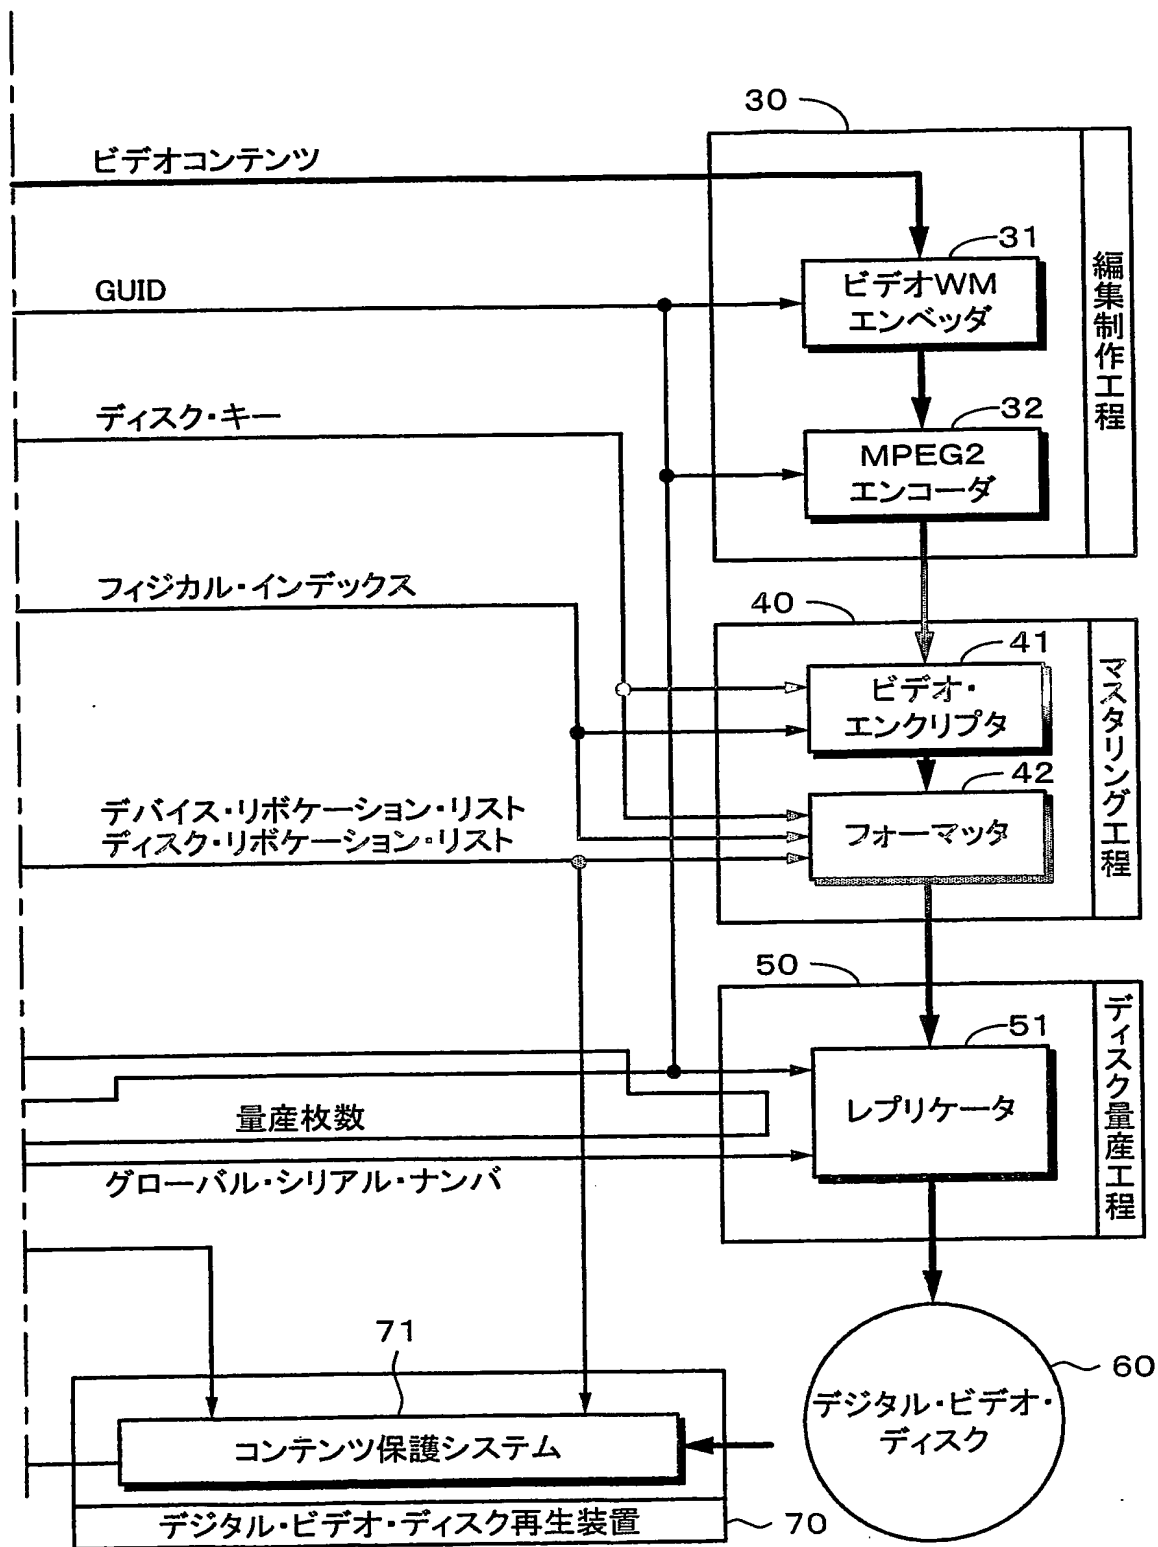 30
ビデオコンテンツ
31
ビデオWM
エンベッダ
GUID
編集制作工程
32
MPEG2
エンコーダ
ディスク・キー
フィジカル・インデックス
40
41
ビデオ・
エンクリプタ
マスタリング工程
42
フォーマッタ
デバイス・リボケーション・リスト
ディスク・リボケーション・リスト
50
51
レプリケータ
ディスク量産工程
量産枚数
グローバル・シリアル・ナンバ
71
60
デジタル・ビデオ・
ディスク
コンテンツ保護システム
デジタル・ビデオ・ディスク再生装置
70